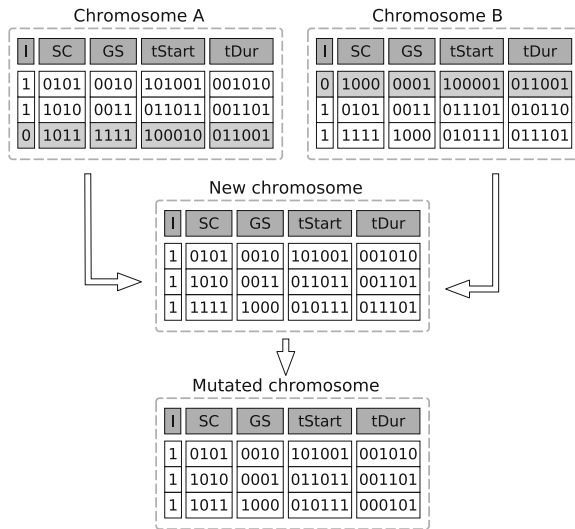 Chromosome A
I SC GS tStart tDur
1 0101 0010 101001 001010
1 1010 0011 011011 001101
0 1011 1111 100010 011001
Chromosome B
I SC GS tStart tDur
0 1000 0001 100001 011001
1 0101 0011 011101 010110
1 1111 1000 010111 011101
New chromosome
I SC GS tStart tDur
1 0101 0010 101001 001010
1 1010 0011 011011 001101
1 1111 1000 010111 011101
Mutated chromosome
I SC GS tStart tDur
1 0101 0010 101001 001010
1 1010 0001 011011 001101
1 1011 1000 010111 000101